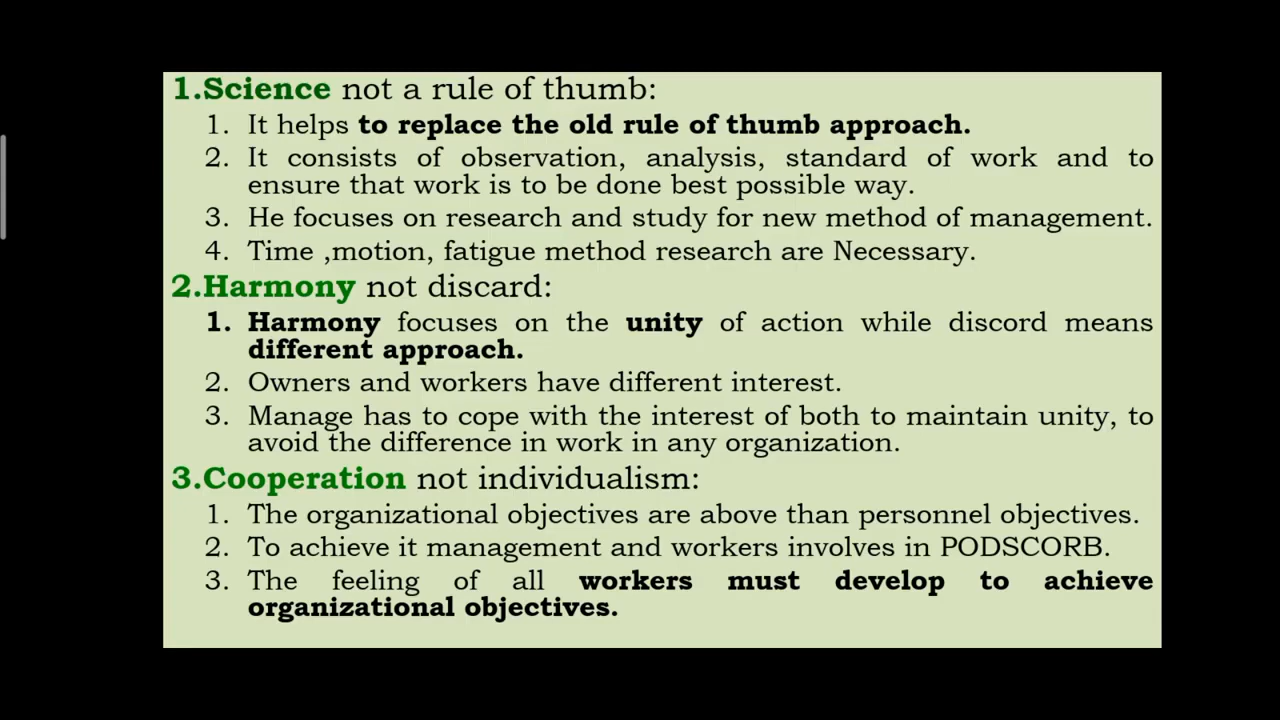 1.Science not a rule of thumb:
1. It helps to replace the old rule of thumb approach.
2. It consists of observation, analysis, standard of work and to
ensure that work is to be done best possible way.
3. He focuses on research and study for new method of management.
4. Time ,motion, fatigue method research are Necessary.
2.Harmony not discard:
1. Harmony focuses on the unity of action while discord means
different approach.
2. Owners and workers have different interest.
3. Manage has to cope with the interest of both to maintain unity, to
avoid the difference in work in any organization.
3.Cooperation not individualism:
1. The organizational objectives are above than personnel objectives.
2. To achieve it management and workers involves in PODSCORB.
3. The feeling of all workers must develop to achieve
organizational objectives.